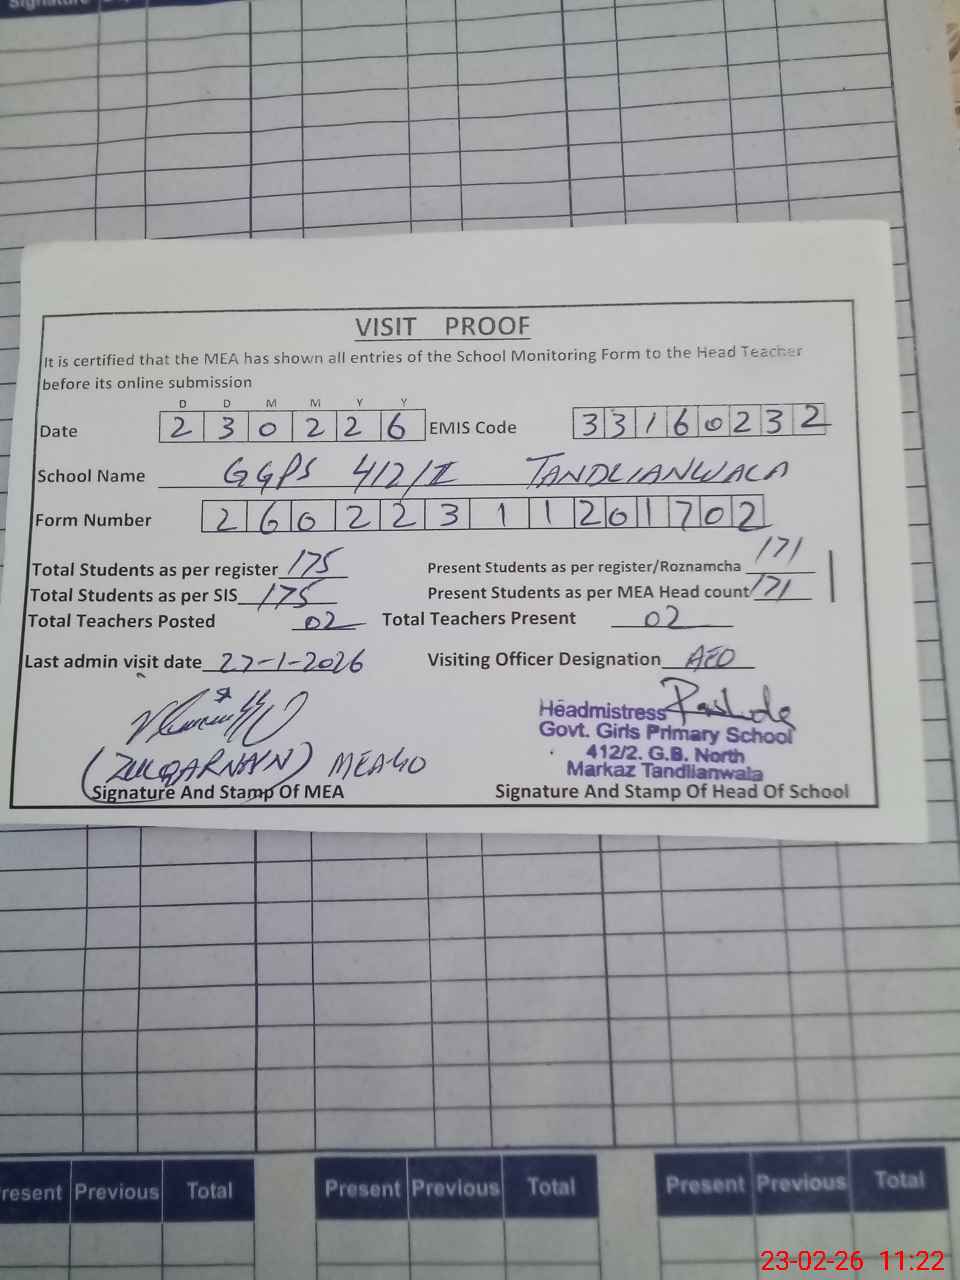 Signature
VISIT PROOF
It is certified that the MEA has shown all entries of the School Monitoring Form to the Head Teacher
before its online submission
D D M M Y Y
Date 2 3 0 2 2 6 EMIS Code 3 3 1 6 0 2 3 2
School Name GGPS 412/I TANDLIANWALA
Form Number 2 6 0 2 2 3 1 1 2 0 1 7 0 2
Total Students as per register 175 Present Students as per register/Roznamcha 171
Total Students as per SIS 175 Present Students as per MEA Head count 171
Total Teachers Posted 02 Total Teachers Present 02
Last admin visit date 27-1-2026 Visiting Officer Designation AEO
(ZULQARNAIN) MEA40
Signature And Stamp Of MEA
Headmistress
Govt. Girls Primary School
412/2. G.B. North
Markaz Tandlianwala
Signature And Stamp Of Head Of School
resent Previous Total Present Previous Total Present Previous Total
23-02-26 11:22